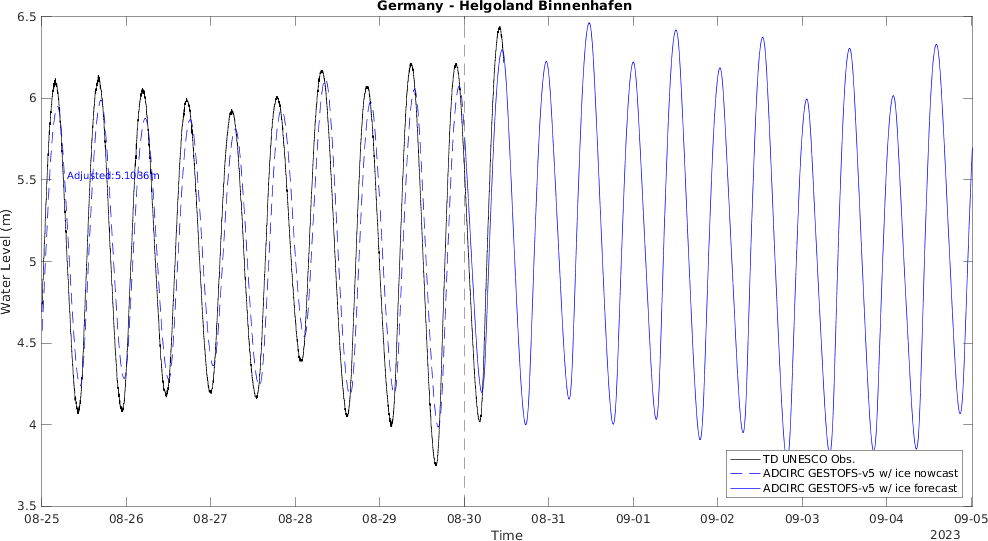 Germany - Helgoland Binnenhafen
6.5
6
5.5
5
4.5
4
3.5
Water Level (m)
Adjusted:5.1036m
TD UNESCO Obs.
ADCIRC GESTOFS-v5 w/ ice nowcast
ADCIRC GESTOFS-v5 w/ ice forecast
08-25 08-26 08-27 08-28 08-29 08-30 08-31 09-01 09-02 09-03 09-04 09-05
Time
2023